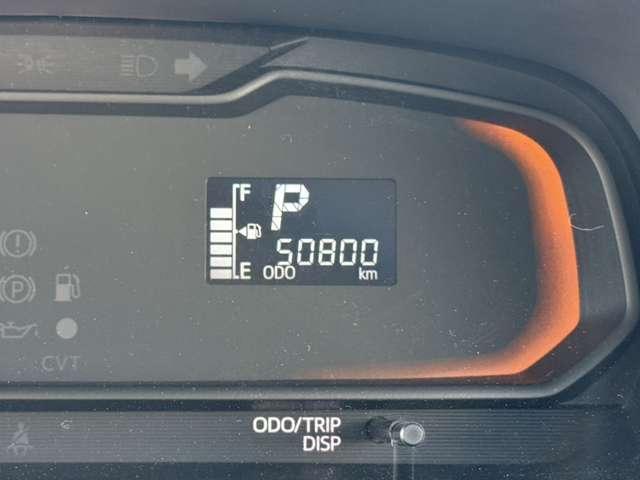 F
P
50800
E ODO km
CVT
ODO/TRIP
DISP